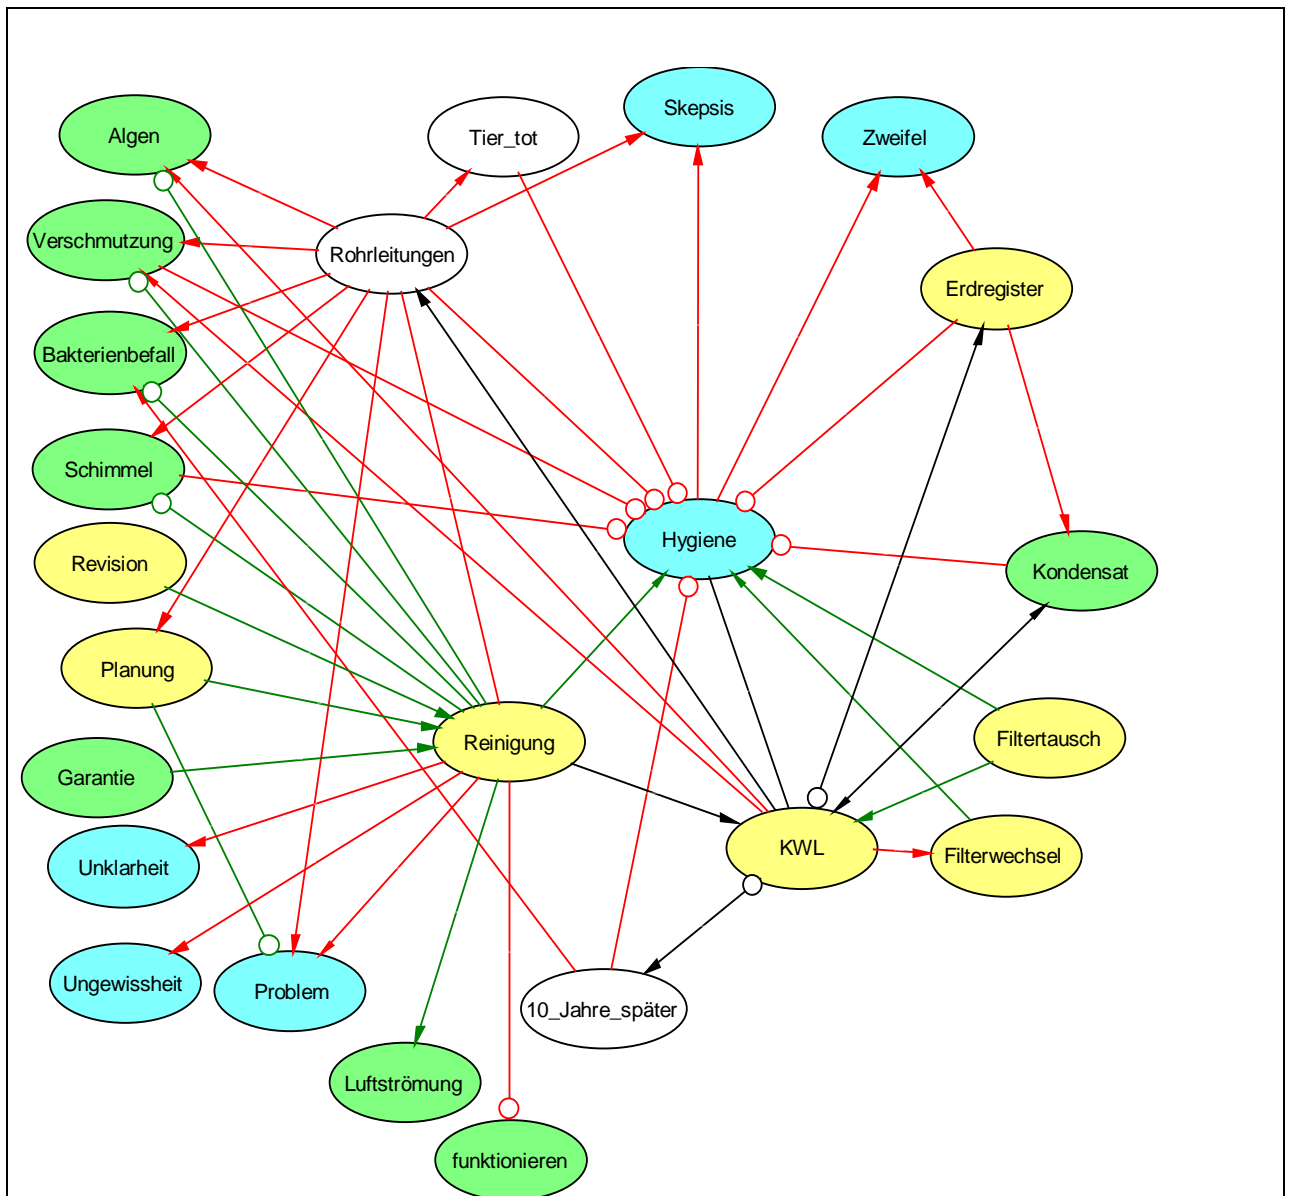 Skepsis
Algen
Tier_tot
Zweifel
Verschmutzung
Rohrleitungen
Erdregister
Bakterienbefall
Schimmel
Hygiene
Revision
Kondensat
Planung
Reinigung
Filtertausch
Garantie
KWL
Filterwechsel
Unklarheit
Ungewissheit
Problem
10_Jahre_später
Luftströmung
funktionieren